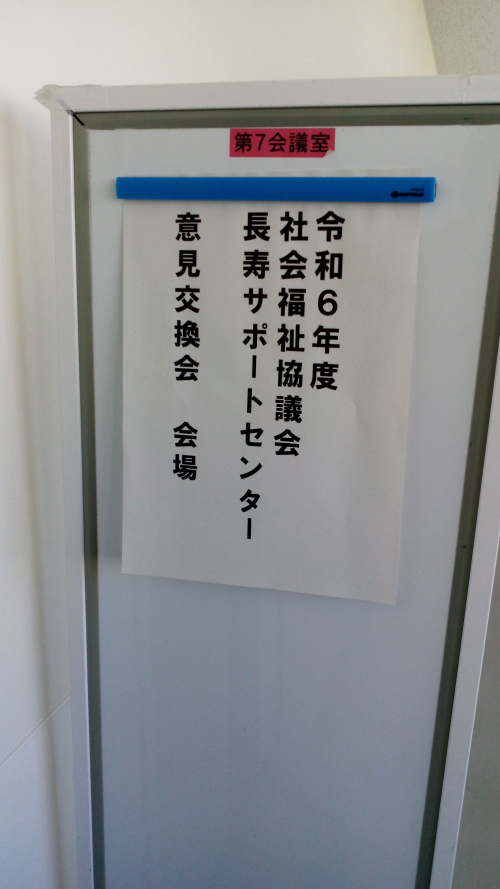 第7会議室
令和6年度
社会福祉協議会
長寿サポートセンター
意見交換会　会場